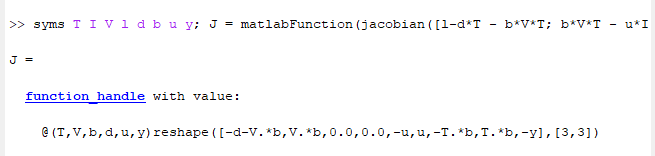 >> syms T I V l d b u y; J = matlabFunction(jacobian([l-d*T - b*V*T; b*V*T - u*I
J =
function_handle with value:
@(T,V,b,d,u,y)reshape([-d-V.*b,V.*b,0.0,0.0,-u,u,-T.*b,T.*b,-y],[3,3])